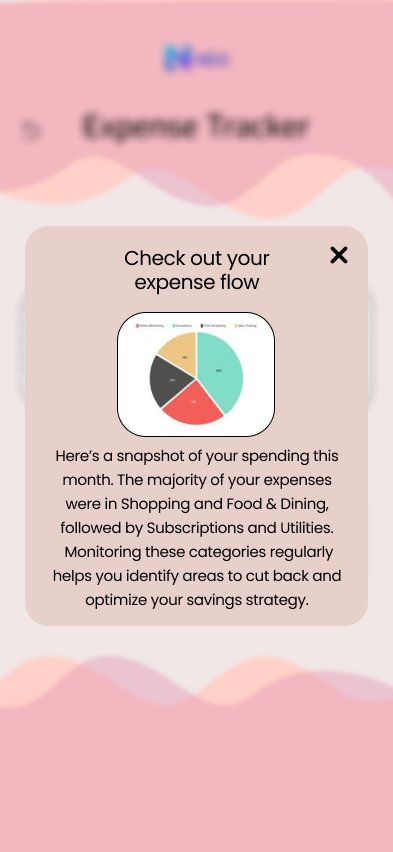 Expense Tracker
Check out your
expense flow
Here's a snapshot of your spending this
month. The majority of your expenses
were in Shopping and Food & Dining,
followed by Subscriptions and Utilities.
Monitoring these categories regularly
helps you identify areas to cut back and
optimize your savings strategy.